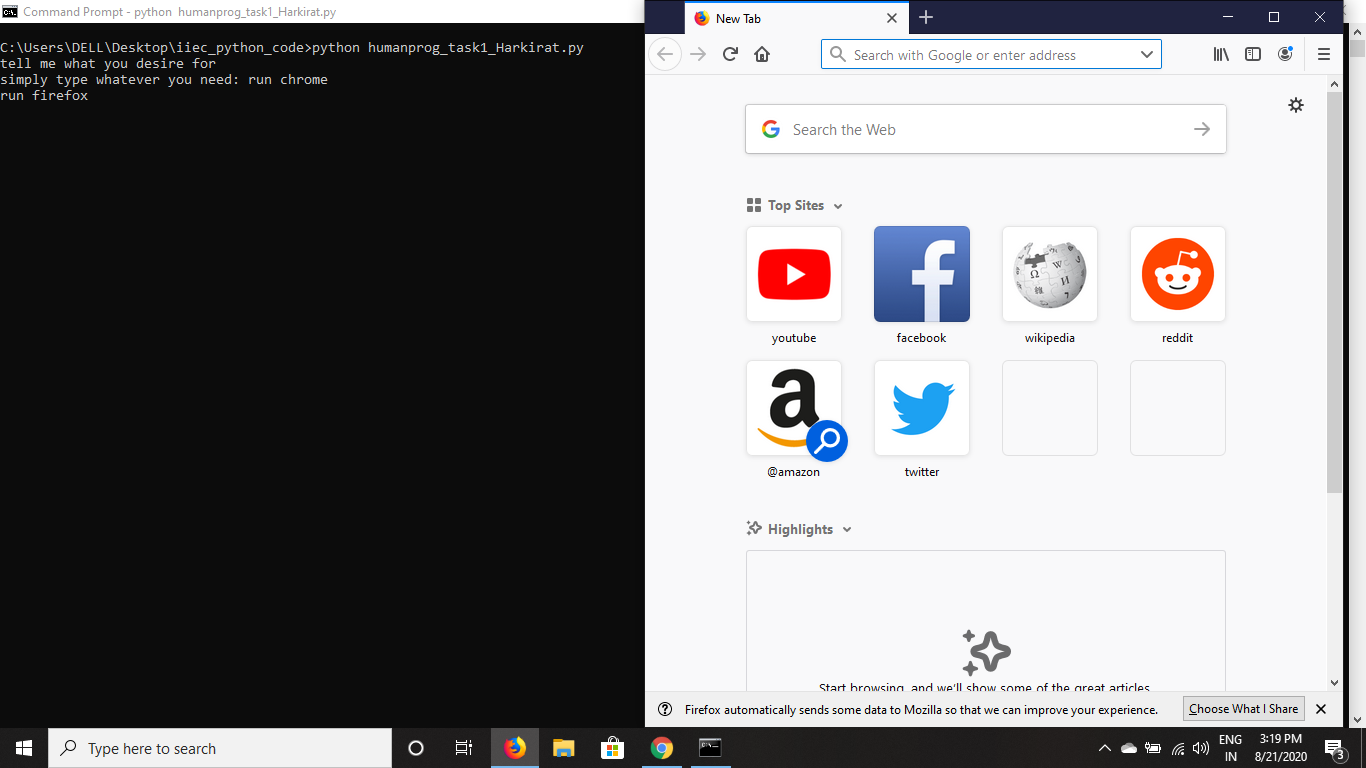 Command Prompt - python  humanprog_task1_Harkirat.py
C:\Users\DELL\Desktop\iiec_python_code>python humanprog_task1_Harkirat.py
tell me what you desire for
simply type whatever you need: run chrome
run firefox
New Tab
Search with Google or enter address
Search the Web
Top Sites
youtube
facebook
wikipedia
reddit
@amazon
twitter
Highlights
Start browsing, and we'll show some of the great articles,
Firefox automatically sends some data to Mozilla so that we can improve your experience.
Choose What I Share
Type here to search
ENG
IN
3:19 PM
8/21/2020
3